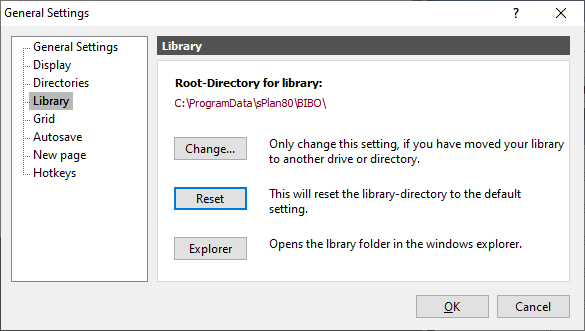 General Settings
?
General Settings
Display
Directories
Library
Grid
Autosave
New page
Hotkeys
Library
Root-Directory for library:
C:\ProgramData\sPlan80\BIBO\
Change...
Only change this setting, if you have moved your library
to another drive or directory.
Reset
This will reset the library-directory to the default
setting.
Explorer
Opens the lbrary folder in the windows explorer.
OK
Cancel